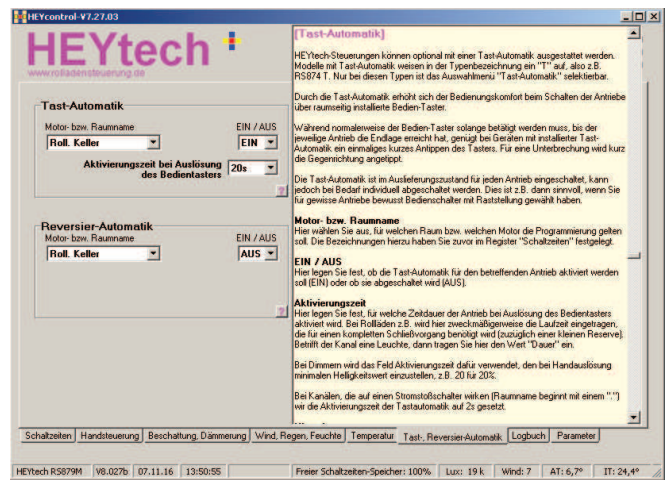 HEYcontrol-V7.27.03
HEYtech
www.rolladensteuerung.de
Tast-Automatik
Motor- bzw. Raumname
EIN / AUS
Roll. Keller
EIN
Aktivierungszeit bei Auslösung
des Bedientasters
20s
?
Reversier-Automatik
Motor- bzw. Raumname
EIN / AUS
Roll. Keller
AUS
?
[Tast-Automatik]
HEYtech-Steuerungen können optional mit einer Tast-Automatik ausgestattet werden.
Modelle mit Tast-Automatik weisen in der Typenbezeichnung ein "T" auf, also z.B.
RS874 T. Nur bei diesen Typen ist das Auswahlmenü "Tast-Automatik" selektierbar.
Durch die Tast-Automatik erhöht sich der Bedienungskomfort beim Schalten der Antriebe
über raumseitig installierte Bedien-Taster.
Während normalerweise der Bedien-Taster solange betätigt werden muss, bis der
jeweilige Antrieb die Endlage erreicht hat, genügt bei Geräten mit installierter Tast-
Automatik ein einmaliges kurzes Antippen des Tasters. Für eine Unterbrechung wird kurz
die Gegenrichtung angetippt.
Die Tast-Automatik ist im Auslieferungszustand für jeden Antrieb eingeschaltet, kann
jedoch bei Bedarf individuell abgeschaltet werden. Dies ist z.B. dann sinnvoll, wenn Sie
für gewisse Antriebe bewusst Bedienschalter mit Raststellung gewählt haben.
Motor- bzw. Raumname
Hier wählen Sie aus, für welchen Raum bzw. welchen Motor die Programmierung gelten
soll. Die Bezeichnungen hierzu haben Sie zuvor im Register "Schaltzeiten" festgelegt.
EIN / AUS
Hier legen Sie fest, ob die Tast-Automatik für den betreffenden Antrieb aktiviert werden
soll (EIN) oder ob sie abgeschaltet wird (AUS).
Aktivierungszeit
Hier legen Sie fest, für welche Zeitdauer der Antrieb bei Auslösung des Bedientasters
aktiviert wird. Bei Rollläden z.B. wird hier zweckmäßigerweise die Laufzeit eingetragen,
die für einen kompletten Schließvorgang benötigt wird (zuzüglich einer kleinen Reserve).
Betrifft der Kanal eine Leuchte, dann tragen Sie hier den Wert "Dauer" ein.
Bei Dimmern wird das Feld Aktivierungszeit dafür verwendet, den bei Handauslösung
minimalen Helligkeitswert einzustellen, z.B. 20 für 20%.
Bei Kanälen, die auf einen Stromstoßschalter wirken (Raumname beginnt mit einem ".")
wir die Aktivierungszeit der Tastautomatik auf 2s gesetzt.
Schaltzeiten
Handsteuerung
Beschattung, Dämmerung
Wind, Regen, Feuchte
Temperatur
Tast-, Reversier-Automatik
Logbuch
Parameter
HEYtech RS879M
V8.027b
07.11.16
13:50:55
Freier Schaltzeiten-Speicher: 100%
Lux: 19 k
Wind: 7
AT: 6,7°
IT: 24,4°